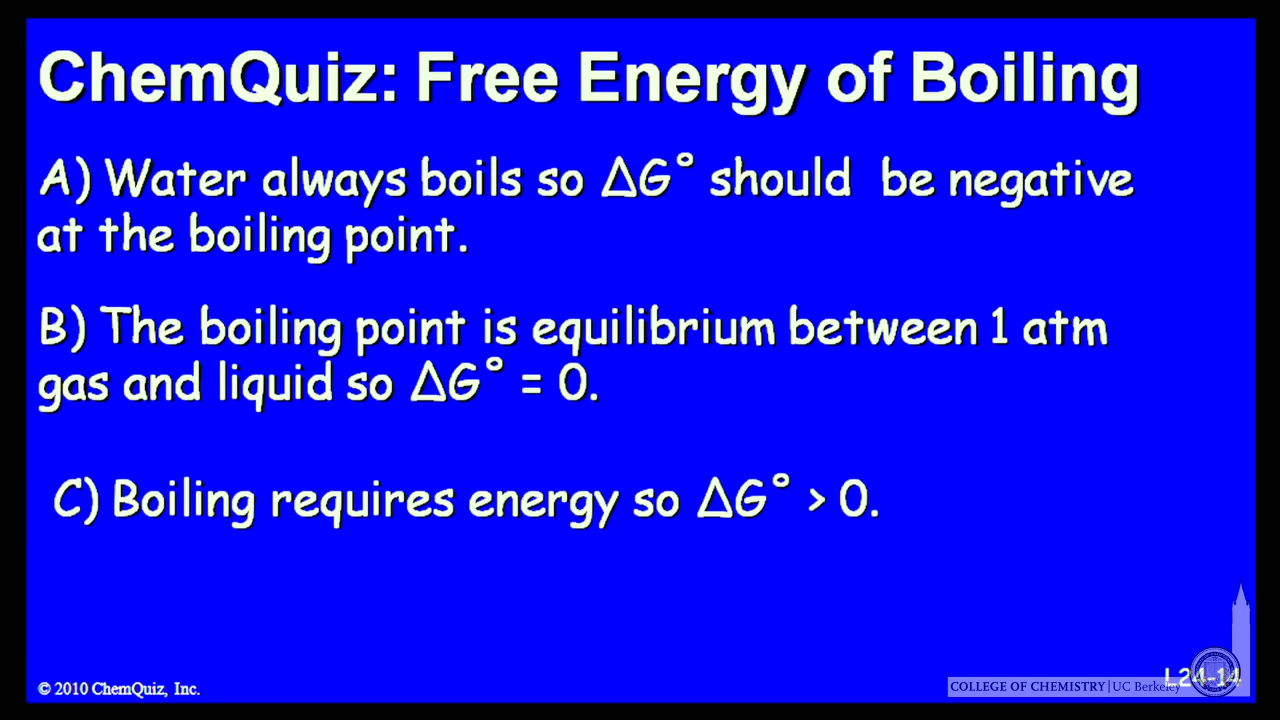 ChemQuiz: Free Energy of Boiling
A) Water always boils so ΔG° should be negative
at the boiling point.
B) The boiling point is equilibrium between 1 atm
gas and liquid so ΔG° = 0.
C) Boiling requires energy so ΔG° > 0.
© 2010 ChemQuiz, Inc.
COLLEGE OF CHEMISTRY | UC Berkeley
L24-14